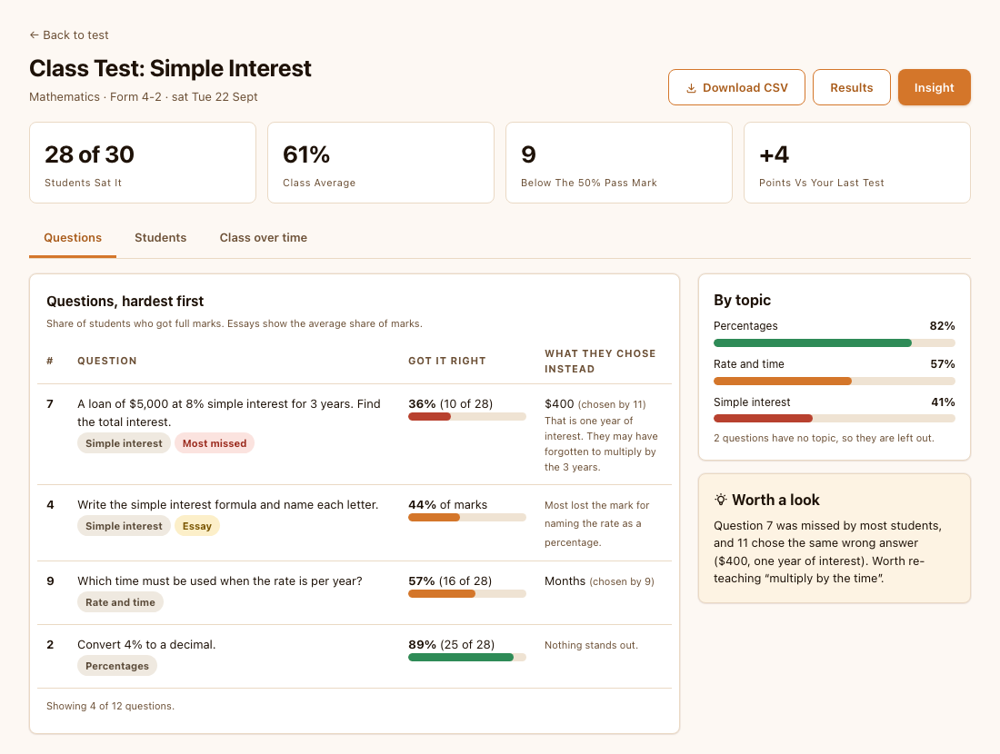 ← Back to test
Class Test: Simple Interest
Mathematics · Form 4-2 · sat Tue 22 Sept
Download CSV
Results
Insight
28 of 30
Students Sat It
61%
Class Average
9
Below The 50% Pass Mark
+4
Points Vs Your Last Test
Questions
Students
Class over time
Questions, hardest first
Share of students who got full marks. Essays show the average share of marks.
# QUESTION GOT IT RIGHT WHAT THEY CHOSE
INSTEAD
7 A loan of $5,000 at 8% simple interest for 3 years. Find
the total interest.
Simple interest Most missed
36% (10 of 28)
$400 (chosen by 11)
That is one year of
interest. They may have
forgotten to multiply by
the 3 years.
4 Write the simple interest formula and name each letter.
Simple interest Essay
44% of marks
Most lost the mark for
naming the rate as a
percentage.
9 Which time must be used when the rate is per year?
Rate and time
57% (16 of 28)
Months (chosen by 9)
2 Convert 4% to a decimal.
Percentages
89% (25 of 28)
Nothing stands out.
Showing 4 of 12 questions.
By topic
Percentages 82%
Rate and time 57%
Simple interest 41%
2 questions have no topic, so they are left out.
Worth a look
Question 7 was missed by most students,
and 11 chose the same wrong answer
($400, one year of interest). Worth re-
teaching “multiply by the time”.